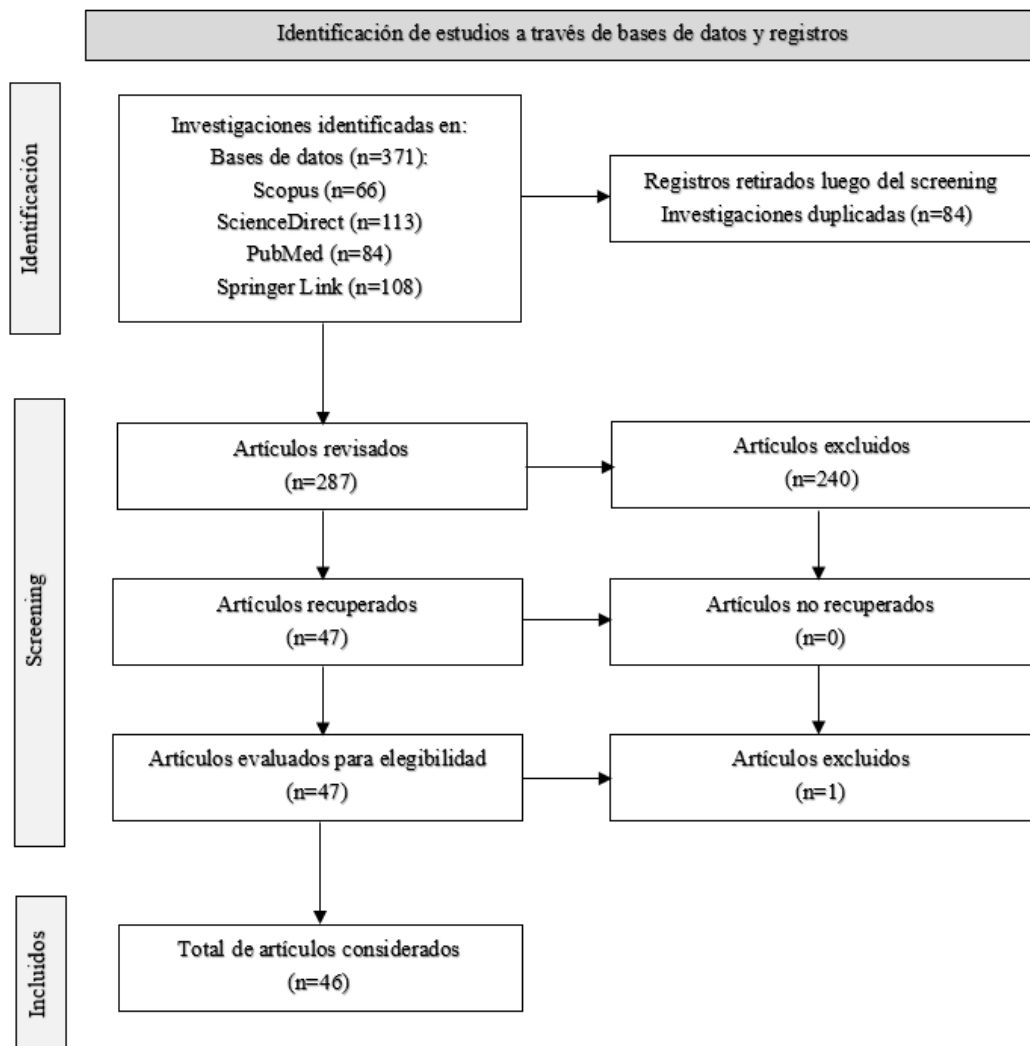 Identificación de estudios a través de bases de datos y registros
Identificación
Investigaciones identificadas en:
Bases de datos (n=371):
Scopus (n=66)
ScienceDirect (n=113)
PubMed (n=84)
Springer Link (n=108)
Registros retirados luego del screening
Investigaciones duplicadas (n=84)
Screening
Artículos revisados
(n=287)
Artículos excluidos
(n=240)
Artículos recuperados
(n=47)
Artículos no recuperados
(n=0)
Artículos evaluados para elegibilidad
(n=47)
Artículos excluidos
(n=1)
Incluidos
Total de artículos considerados
(n=46)